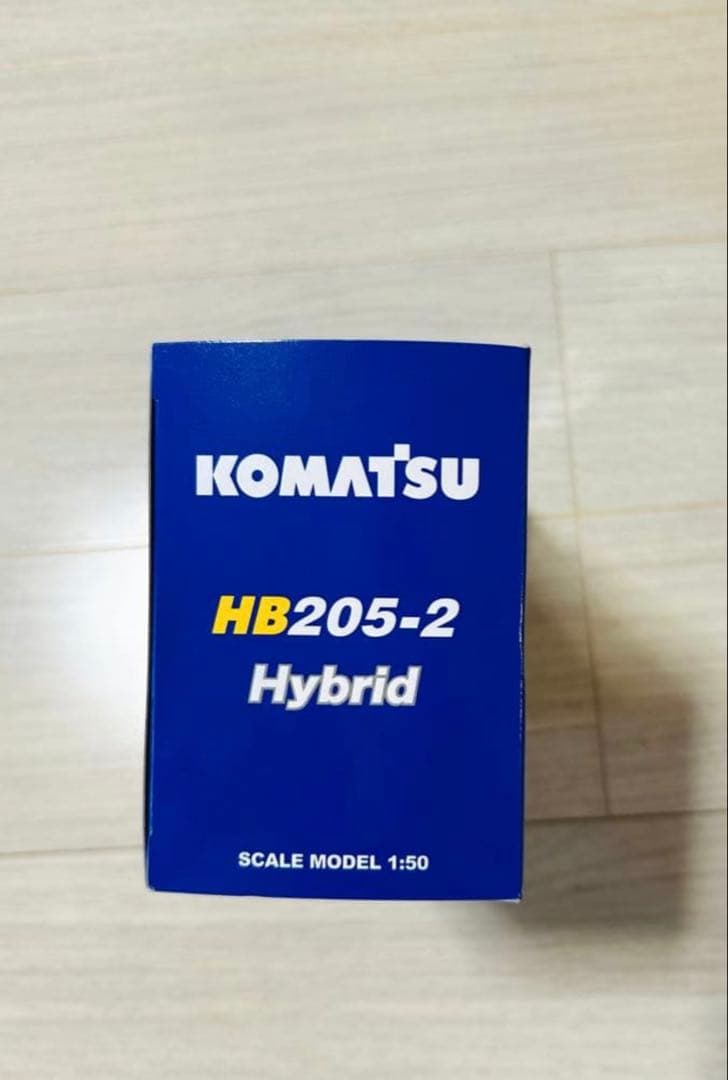 KOMATSU
HB205-2
Hybrid
SCALE MODEL 1:50